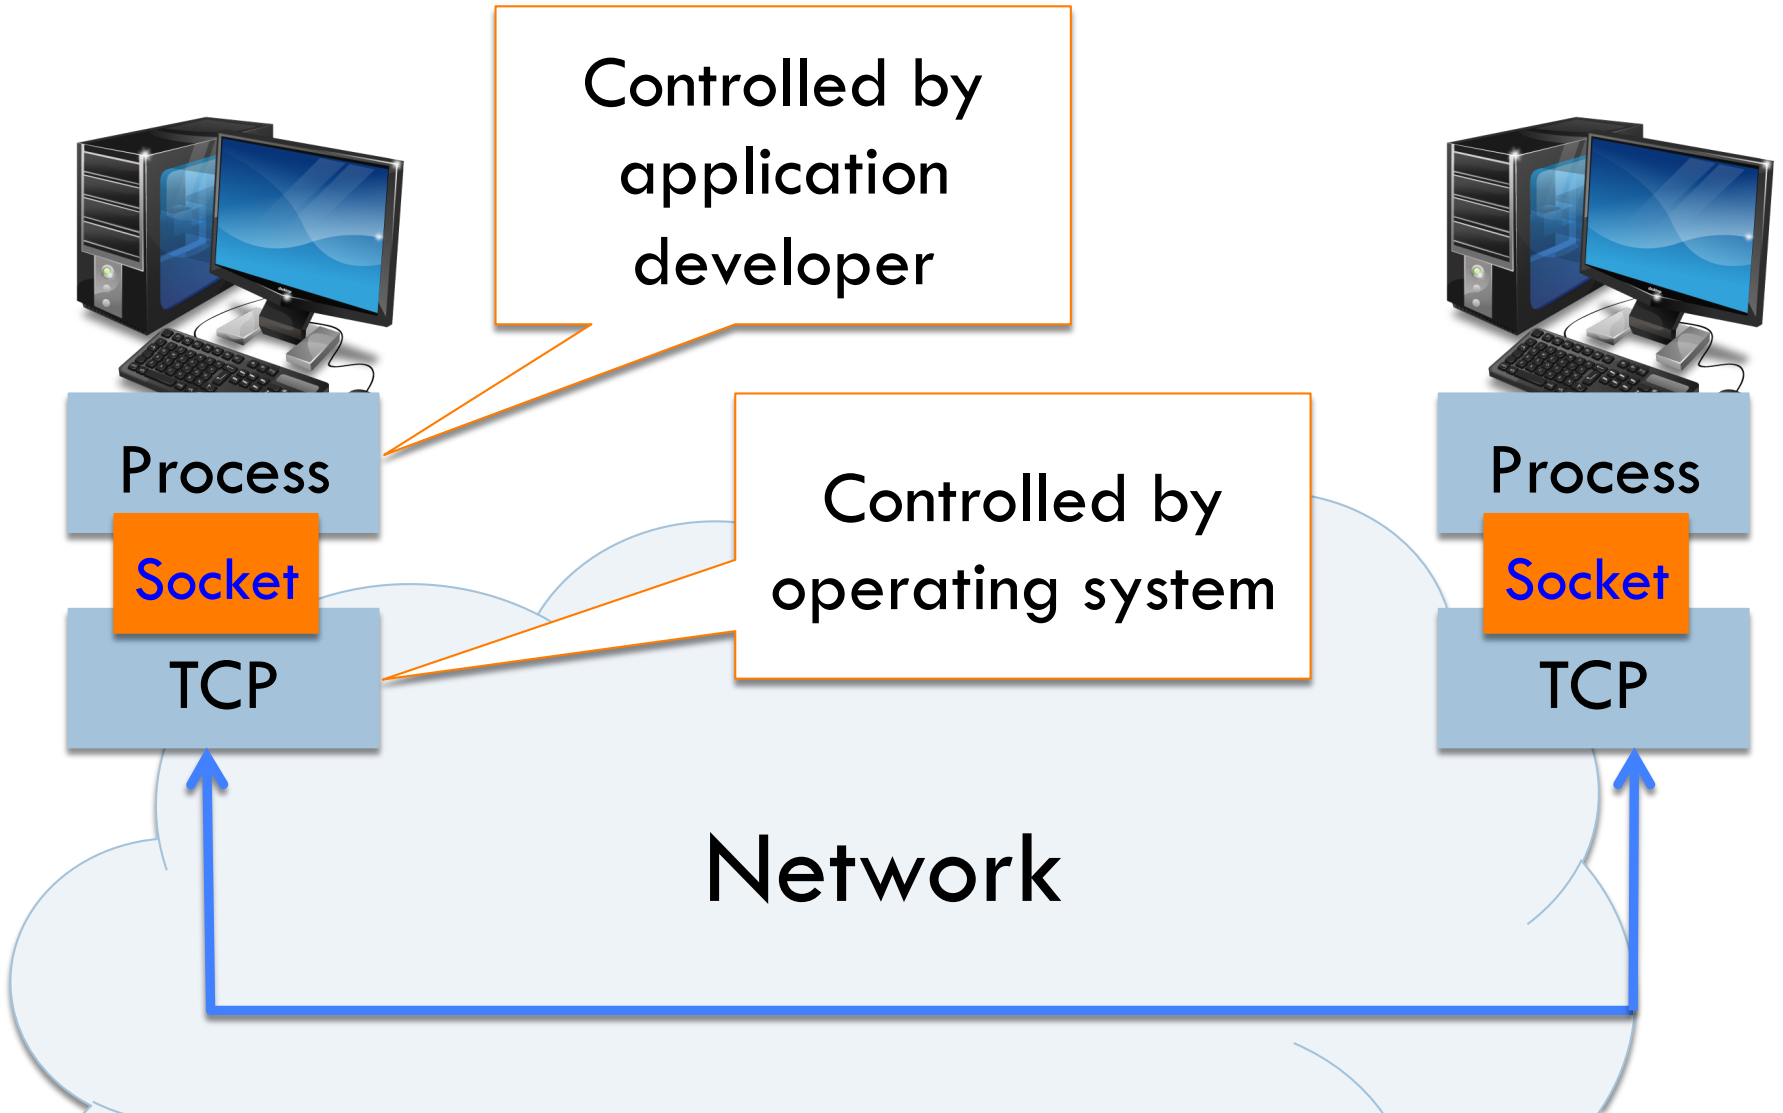 Controlled by
application
developer
Process
Socket
TCP
Controlled by
operating system
Process
Socket
TCP
Network